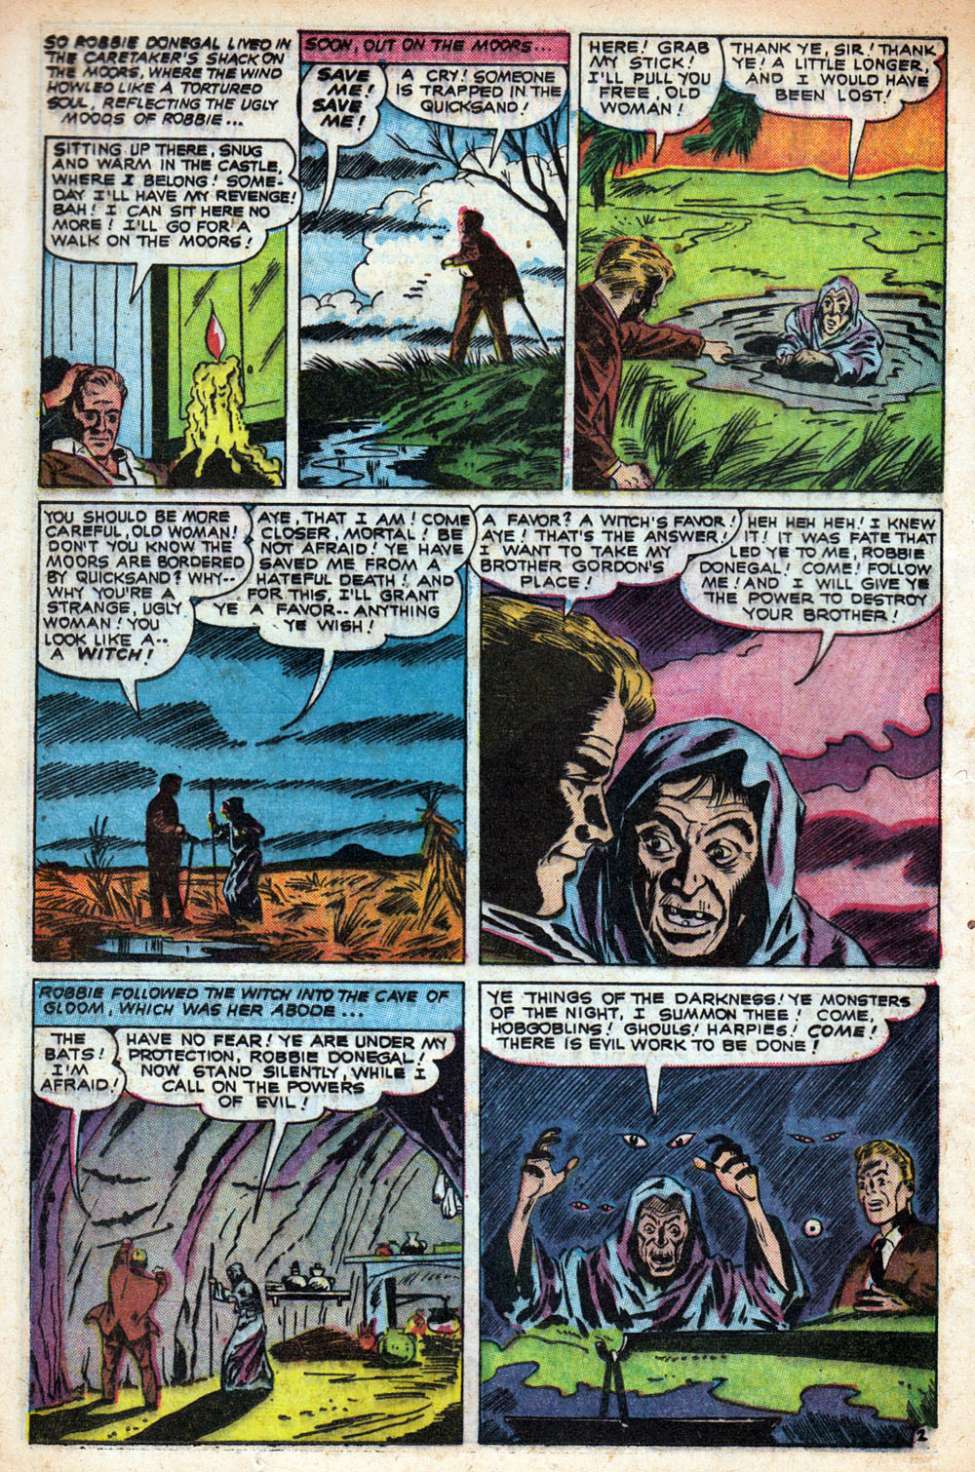 SO ROBBIE DONEGAL LIVED IN
THE CARETAKER'S SHACK ON
THE MOORS, WHERE THE WIND
HOWLED LIKE A TORTURED
SOUL, REFLECTING THE UGLY
MOODS OF ROBBIE...
SITTING UP THERE, SNUG
AND WARM IN THE CASTLE,
WHERE I BELONG! SOME-
DAY I'LL HAVE MY REVENGE!
BAH! I CAN SIT HERE NO
MORE! I'LL GO FOR A
WALK ON THE MOORS!
SOON, OUT ON THE MOORS...
SAVE
ME!
SAVE
ME!
A CRY! SOMEONE
IS TRAPPED IN THE
QUICKSAND!
HERE! GRAB
MY STICK!
I'LL PULL YOU
FREE, OLD
WOMAN!
THANK YE, SIR! THANK
YE! A LITTLE LONGER,
AND I WOULD HAVE
BEEN LOST!
YOU SHOULD BE MORE
CAREFUL, OLD WOMAN!
DON'T YOU KNOW THE
MOORS ARE BORDERED
BY QUICKSAND? WHY--
WHY YOU'RE A
STRANGE, UGLY
WOMAN! YOU
LOOK LIKE A--
A WITCH!
AYE, THAT I AM! COME
CLOSER, MORTAL! BE
NOT AFRAID! YE HAVE
SAVED ME FROM A
HATEFUL DEATH! AND
FOR THIS, I'LL GRANT
YE A FAVOR-- ANYTHING
YE WISH!
A FAVOR? A WITCH'S FAVOR!
AYE! THAT'S THE ANSWER!
I WANT TO TAKE MY
BROTHER GORDON'S
PLACE!
HEH HEH HEH! I KNEW
IT! IT WAS FATE THAT
LED YE TO ME, ROBBIE
DONEGAL! COME! FOLLOW
ME! AND I WILL GIVE YE
THE POWER TO DESTROY
YOUR BROTHER!
ROBBIE FOLLOWED THE WITCH INTO THE CAVE OF
GLOOM, WHICH WAS HER ABODE...
THE
BATS!
I'M
AFRAID!
HAVE NO FEAR! YE ARE UNDER MY
PROTECTION, ROBBIE DONEGAL!
NOW STAND SILENTLY, WHILE I
CALL ON THE POWERS
OF EVIL!
YE THINGS OF THE DARKNESS! YE MONSTERS
OF THE NIGHT, I SUMMON THEE! COME,
HOBGOBLINS! GHOULS! HARPIES! COME!
THERE IS EVIL WORK TO BE DONE!
2